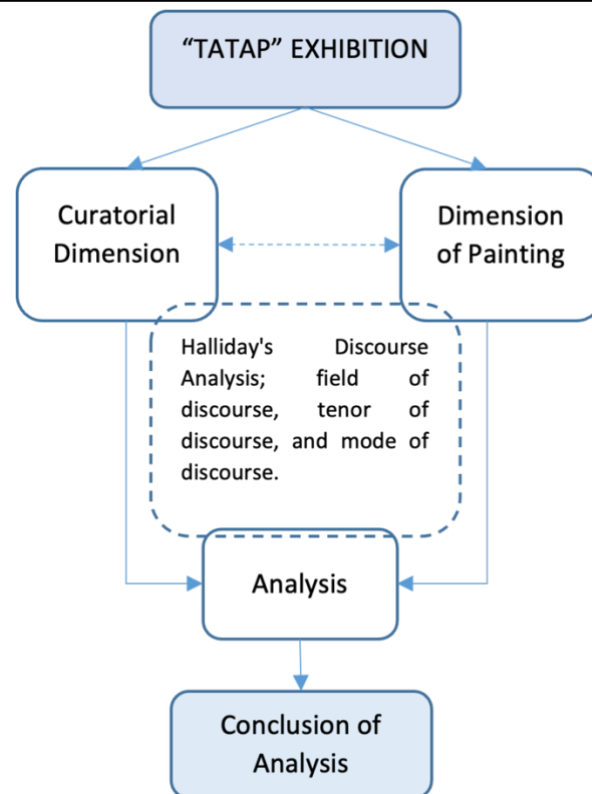 “TATAP” EXHIBITION
Curatorial
Dimension
Dimension
of Painting
Halliday's Discourse
Analysis; field of
discourse, tenor of
discourse, and mode of
discourse.
Analysis
Conclusion of
Analysis